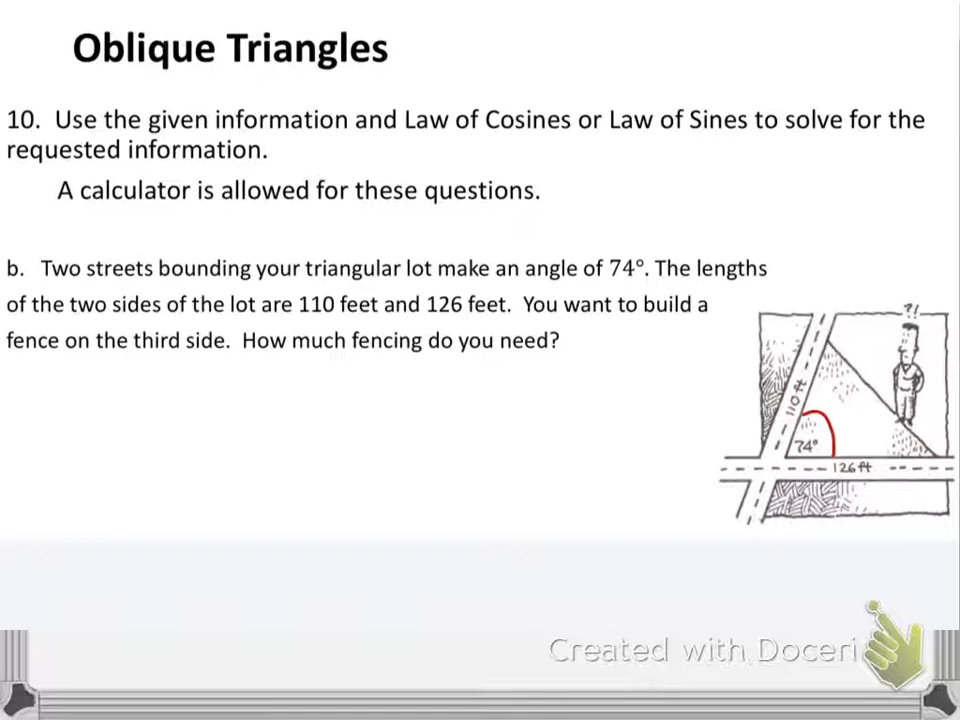 Oblique Triangles
10. Use the given information and Law of Cosines or Law of Sines to solve for the
requested information.
A calculator is allowed for these questions.
b. Two streets bounding your triangular lot make an angle of 74°. The lengths
of the two sides of the lot are 110 feet and 126 feet. You want to build a
fence on the third side. How much fencing do you need?
?!
110 ft
74°
126 ft
Created with Doceri